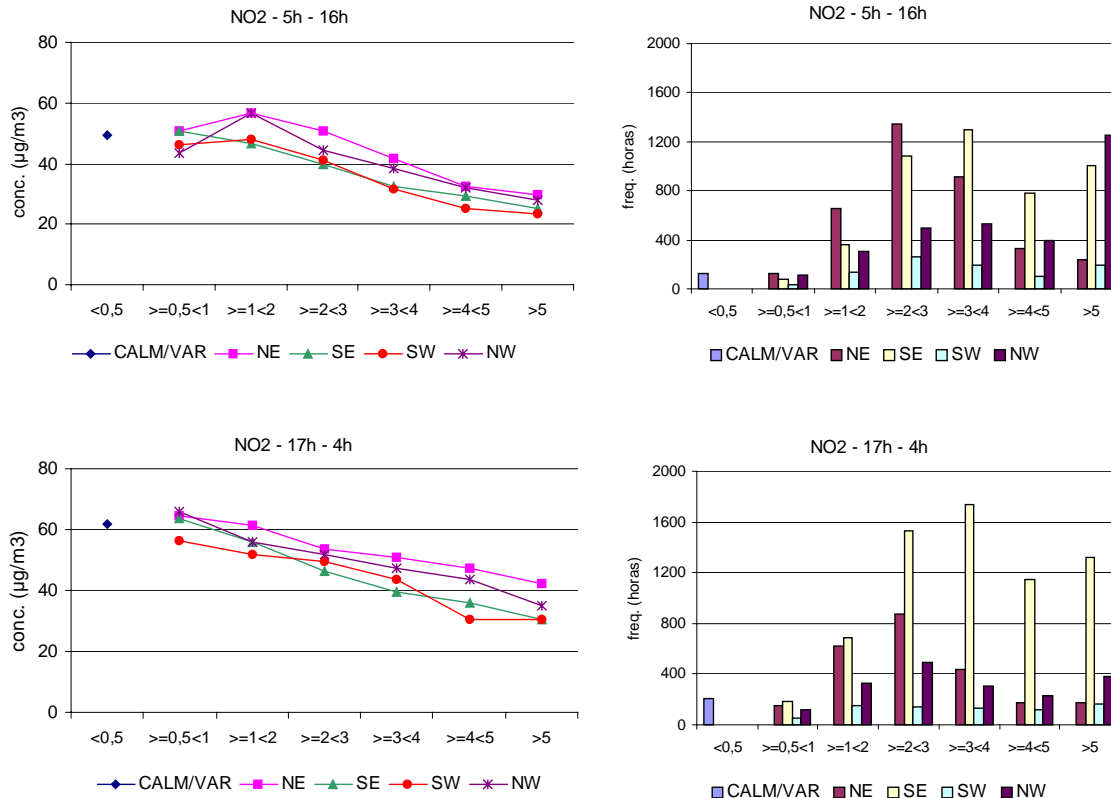 NO2 - 5h - 16h
80
60
40
20
0
conc. (µg/m3)
<0,5 >=0,5<1 >=1<2 >=2<3 >=3<4 >=4<5 >5
CALM/VAR NE SE SW NW
NO2 - 5h - 16h
2000
1600
1200
800
400
0
freq. (horas)
<0,5 >=0,5<1 >=1<2 >=2<3 >=3<4 >=4<5 >5
CALM/VAR NE SE SW NW
NO2 - 17h - 4h
80
60
40
20
0
conc. (µg/m3)
<0,5 >=0,5<1 >=1<2 >=2<3 >=3<4 >=4<5 >5
CALM/VAR NE SE SW NW
NO2 - 17h - 4h
2000
1600
1200
800
400
0
freq. (horas)
<0,5 >=0,5<1 >=1<2 >=2<3 >=3<4 >=4<5 >5
CALM/VAR NE SE SW NW